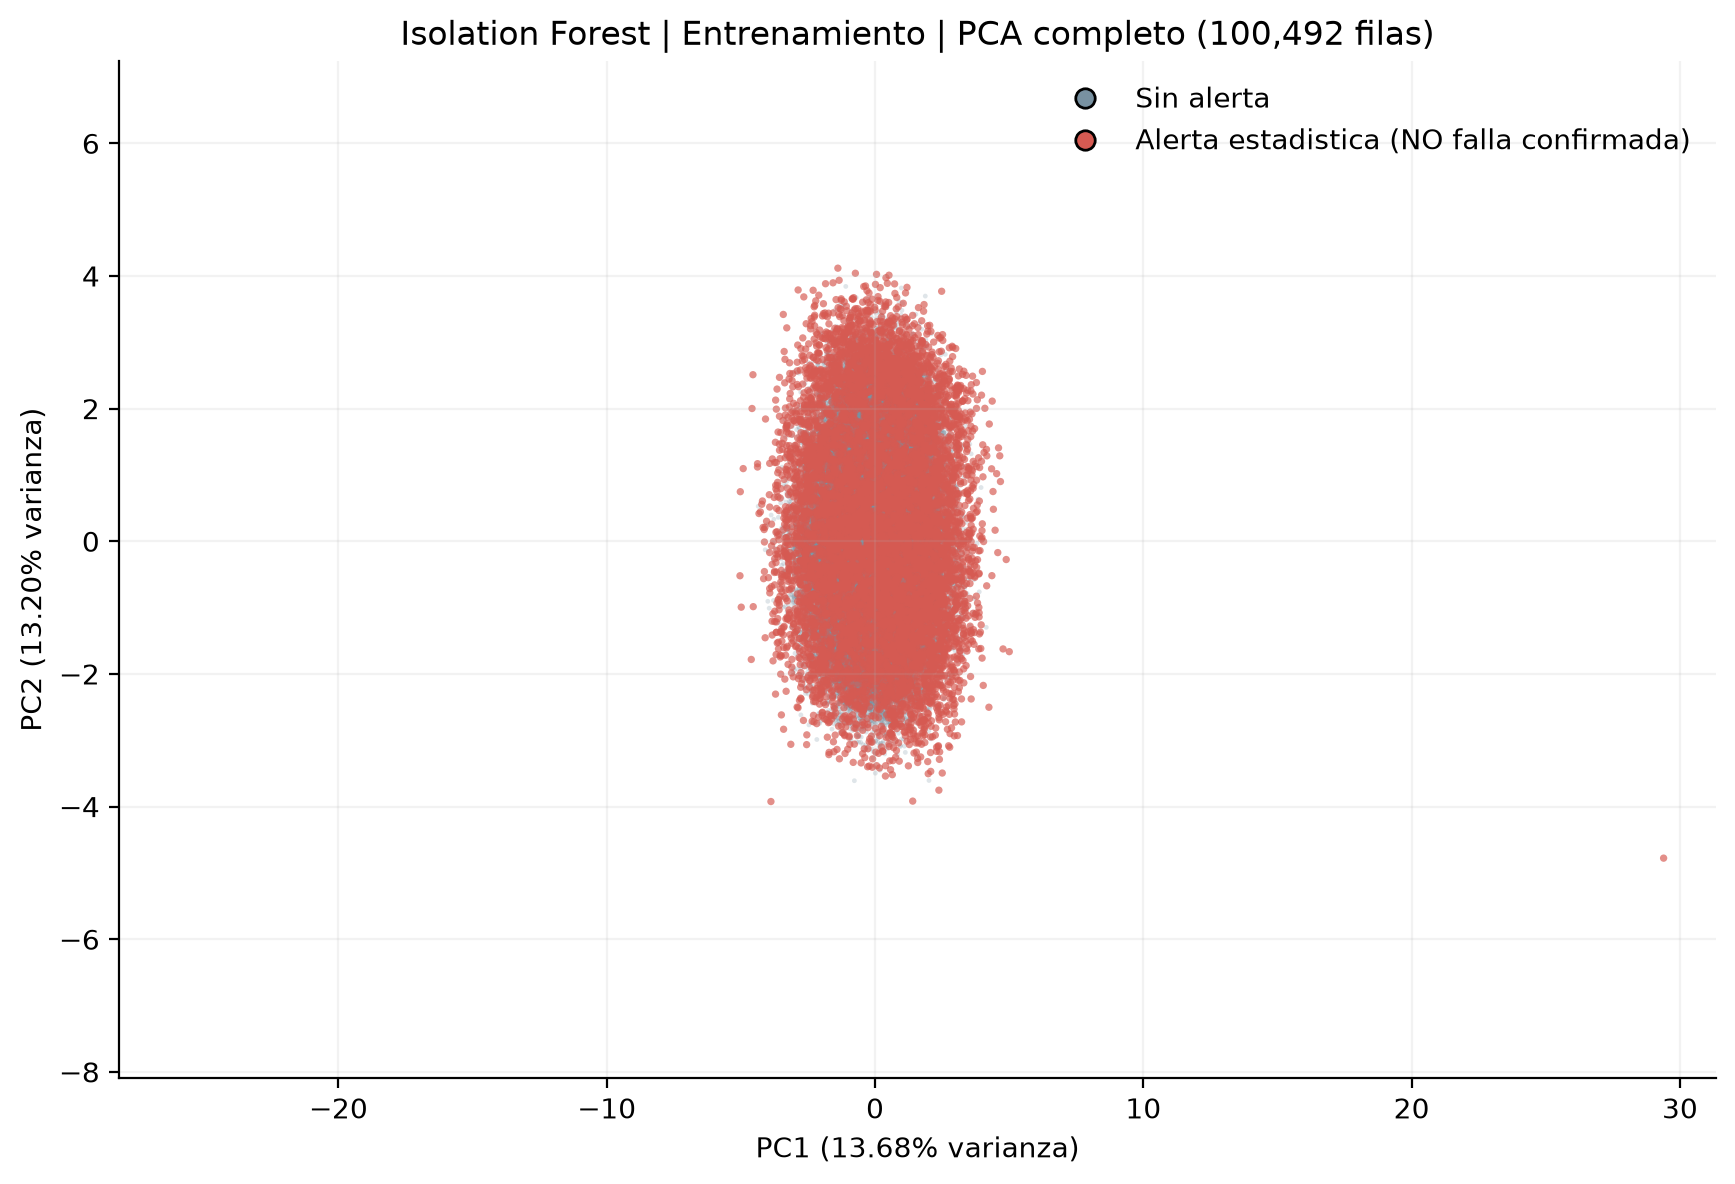 Isolation Forest | Entrenamiento | PCA completo (100,492 filas)
Sin alerta
Alerta estadistica (NO falla confirmada)
6
4
2
0
−2
−4
−6
−8
PC2 (13.20% varianza)
−20
−10
0
10
20
30
PC1 (13.68% varianza)